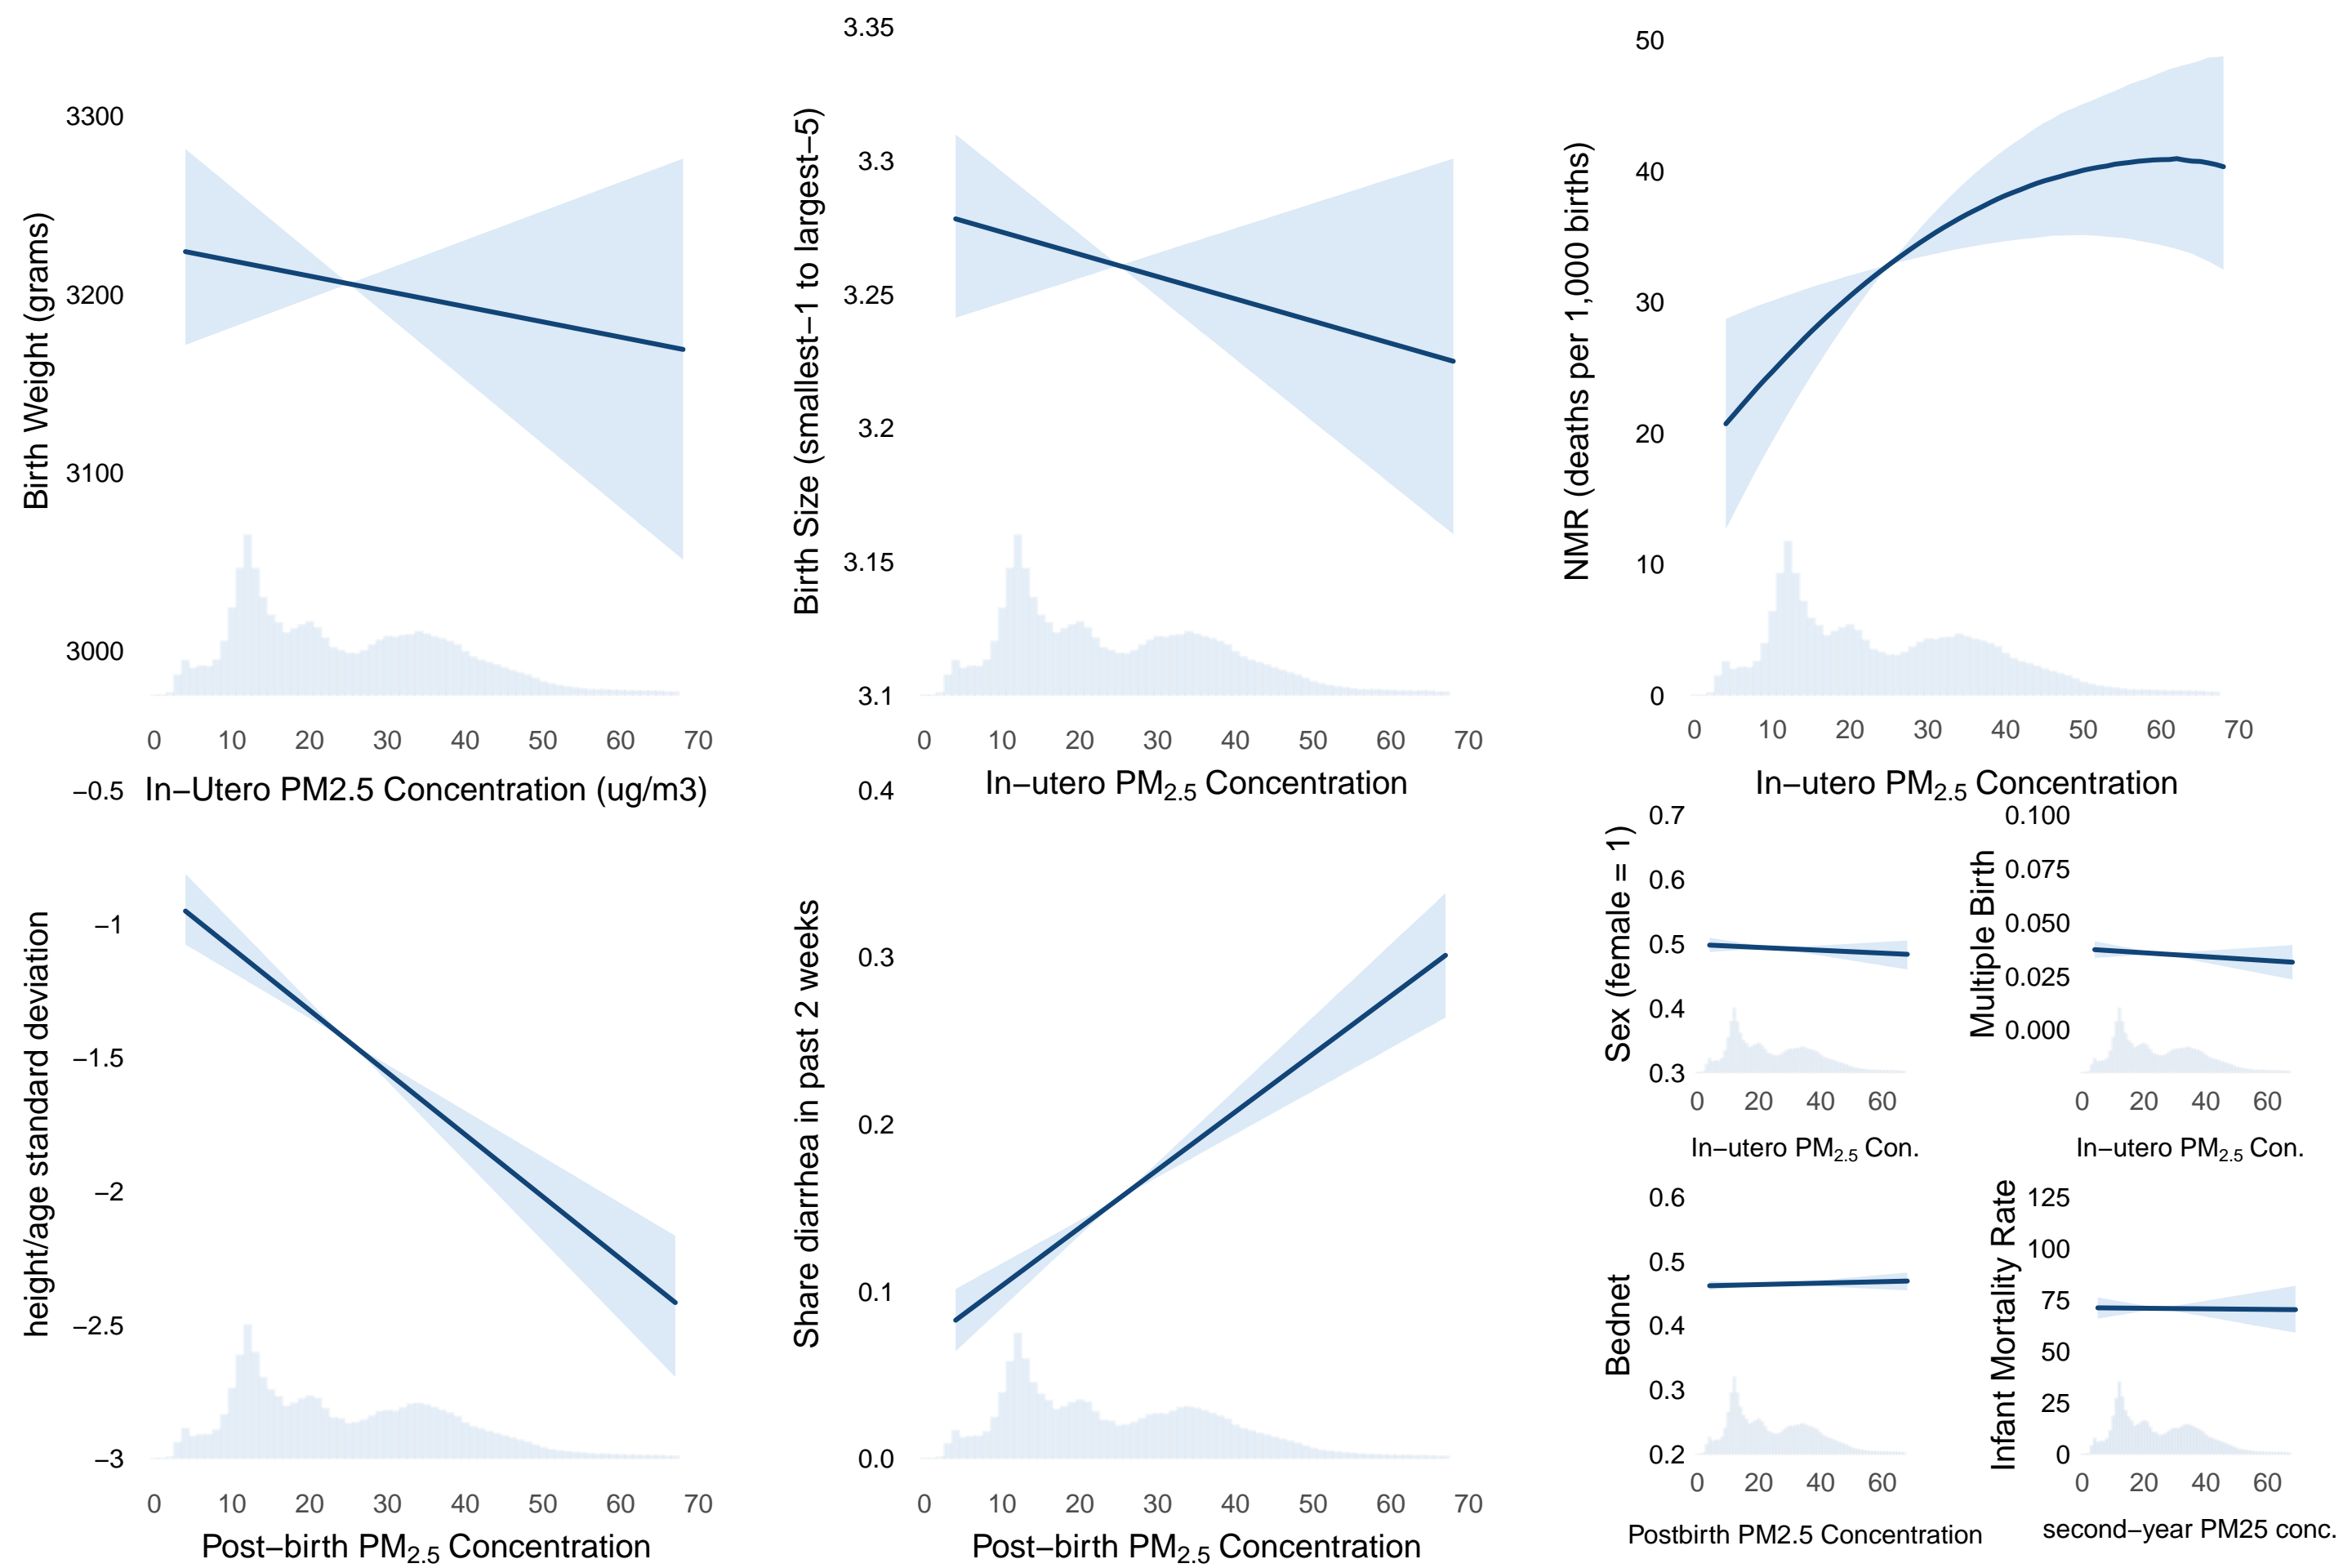 Birth Weight (grams)
3300
3200
3100
3000
0 10 20 30 40 50 60 70
In−Utero PM2.5 Concentration (ug/m3)
Birth Size (smallest−1 to largest−5)
3.35
3.3
3.25
3.2
3.15
3.1
0 10 20 30 40 50 60 70
In−utero PM2.5 Concentration
NMR (deaths per 1,000 births)
50
40
30
20
10
0
0 10 20 30 40 50 60 70
In−utero PM2.5 Concentration
height/age standard deviation
−0.5
−1
−1.5
−2
−2.5
−3
0 10 20 30 40 50 60 70
Post−birth PM2.5 Concentration
Share diarrhea in past 2 weeks
0.4
0.3
0.2
0.1
0.0
0 10 20 30 40 50 60 70
Post−birth PM2.5 Concentration
Sex (female = 1)
0.7
0.6
0.5
0.4
0.3
0 20 40 60
In−utero PM2.5 Con.
Multiple Birth
0.100
0.075
0.050
0.025
0.000
0 20 40 60
In−utero PM2.5 Con.
Bednet
0.6
0.5
0.4
0.3
0.2
0 20 40 60
Postbirth PM2.5 Concentration
Infant Mortality Rate
125
100
75
50
25
0
0 20 40 60
second−year PM25 conc.